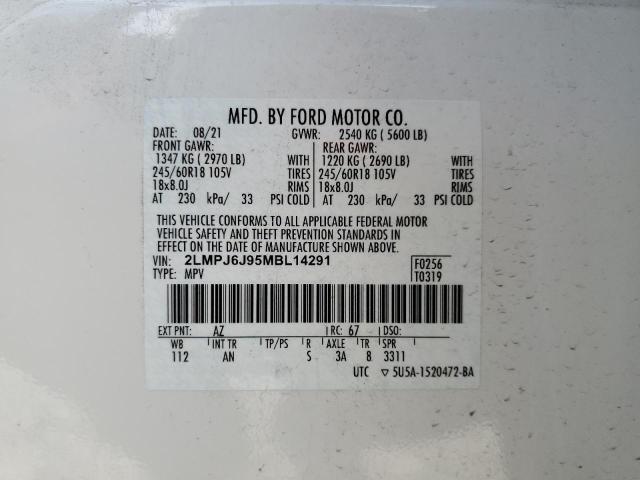 MFD. BY FORD MOTOR CO.
DATE: 08/21 GVWR: 2540 KG ( 5600 LB)
FRONT GAWR: REAR GAWR:
1347 KG ( 2970 LB) WITH 1220 KG ( 2690 LB) WITH
245/60R18 105V TIRES 245/60R18 105V TIRES
18x8.0J RIMS 18x8.0J RIMS
AT 230 kPa/ 33 PSI COLD AT 230 kPa/ 33 PSI COLD
THIS VEHICLE CONFORMS TO ALL APPLICABLE FEDERAL MOTOR
VEHICLE SAFETY AND THEFT PREVENTION STANDARDS IN
EFFECT ON THE DATE OF MANUFACTURE SHOWN ABOVE.
VIN: 2LMPJ6J95MBL14291 F0256
TYPE: MPV T0319
EXT PNT: AZ RC: 67 DSO:
WB INT TR TP/PS R AXLE TR SPR
112 AN S 3A 8 3311
UTC ▽ 5U5A-1520472-BA